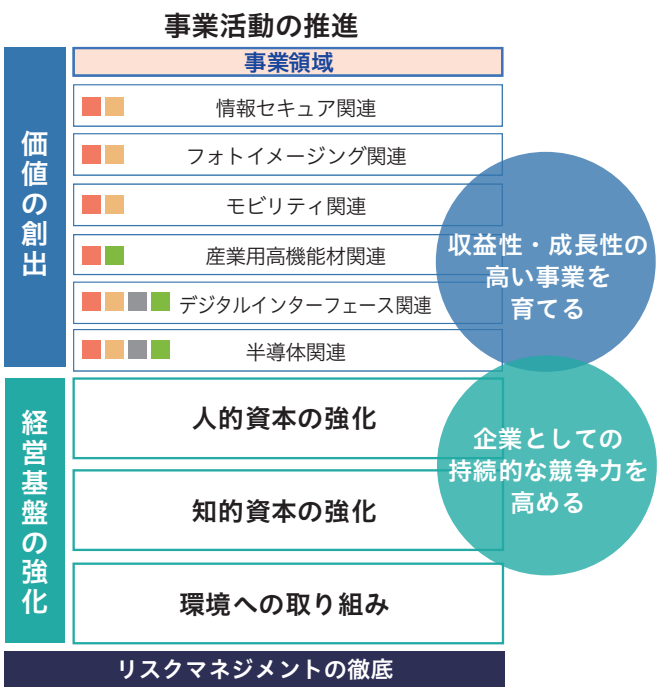 事業活動の推進
価値の創出
事業領域
情報セキュア関連
フォトイメージング関連
モビリティ関連
産業用高機能材関連
デジタルインターフェース関連
半導体関連
収益性・成長性の
高い事業を
育てる
経営基盤の強化
人的資本の強化
知的資本の強化
環境への取り組み
企業としての
持続的な競争力を
高める
リスクマネジメントの徹底